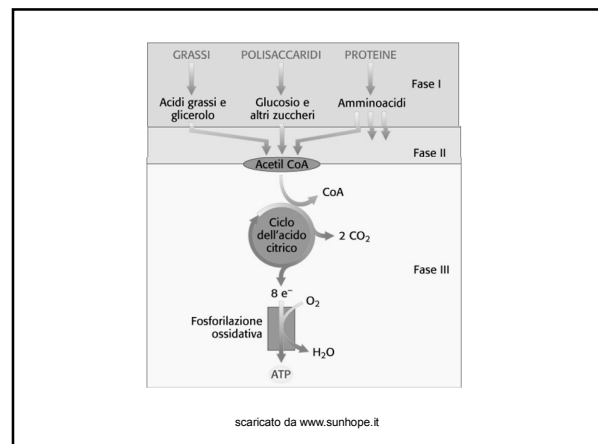 GRASSI POLISACCARIDI PROTEINE
Fase I
Acidi grassi e
glicerolo
Glucosio e
altri zuccheri
Amminoacidi
Fase II
Acetil CoA
CoA
Ciclo
dell'acido
citrico
2 CO₂
Fase III
8 e⁻
O₂
Fosforilazione
ossidativa
H₂O
ATP
scaricato da www.sunhope.it